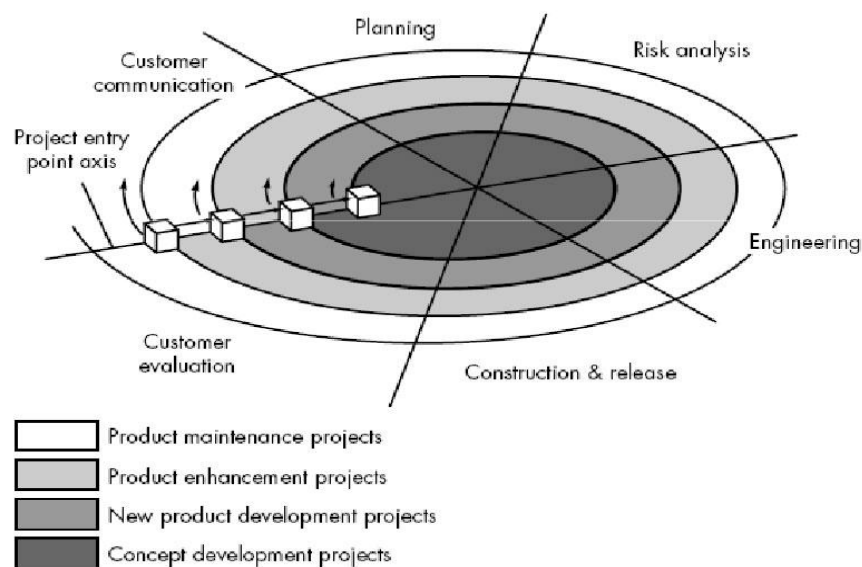 Planning
Risk analysis
Customer
communication
Project entry
point axis
Engineering
Customer
evaluation
Construction & release
Product maintenance projects
Product enhancement projects
New product development projects
Concept development projects